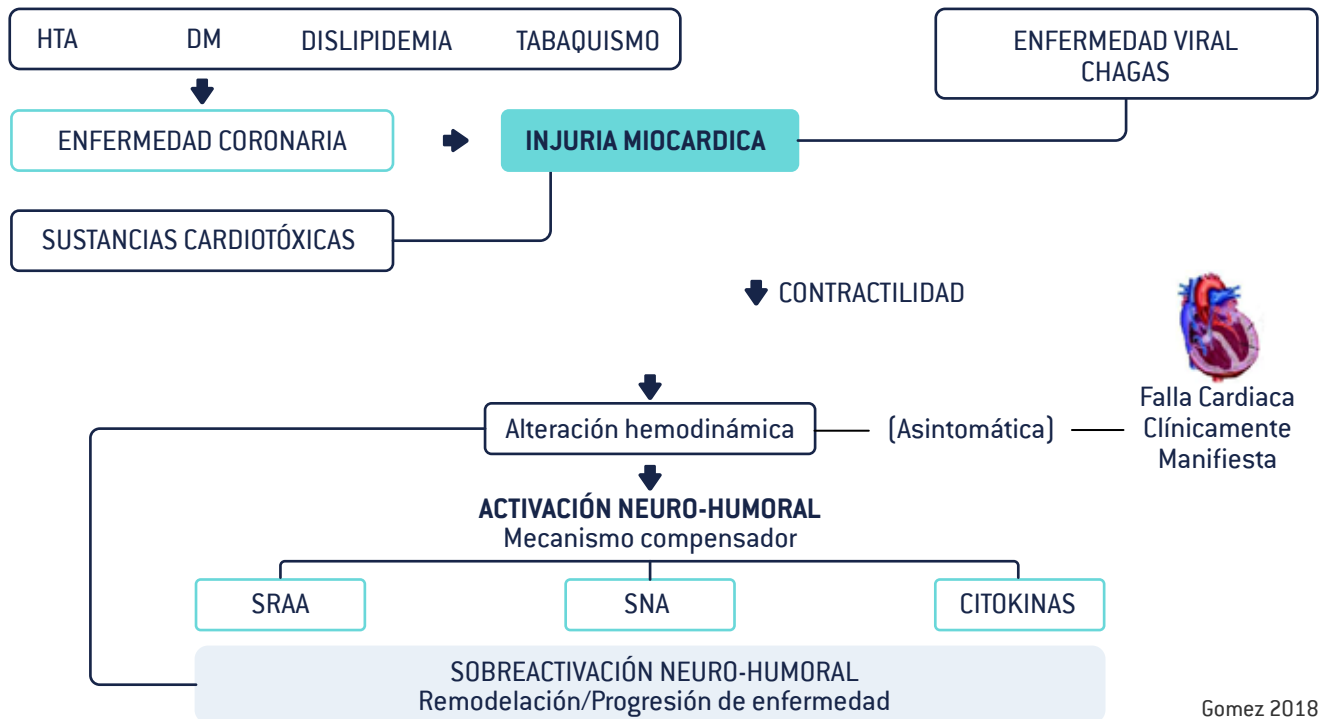 HTA DM DISLIPIDEMIA TABAQUISMO
ENFERMEDAD VIRAL
CHAGAS
ENFERMEDAD CORONARIA
INJURIA MIOCARDICA
SUSTANCIAS CARDIOTÓXICAS
CONTRACTILIDAD
Alteración hemodinámica
(Asintomática)
Falla Cardiaca
Clínicamente
Manifiesta
ACTIVACIÓN NEURO-HUMORAL
Mecanismo compensador
SRAA
SNA
CITOKINAS
SOBREACTIVACIÓN NEURO-HUMORAL
Remodelación/Progresión de enfermedad
Gomez 2018